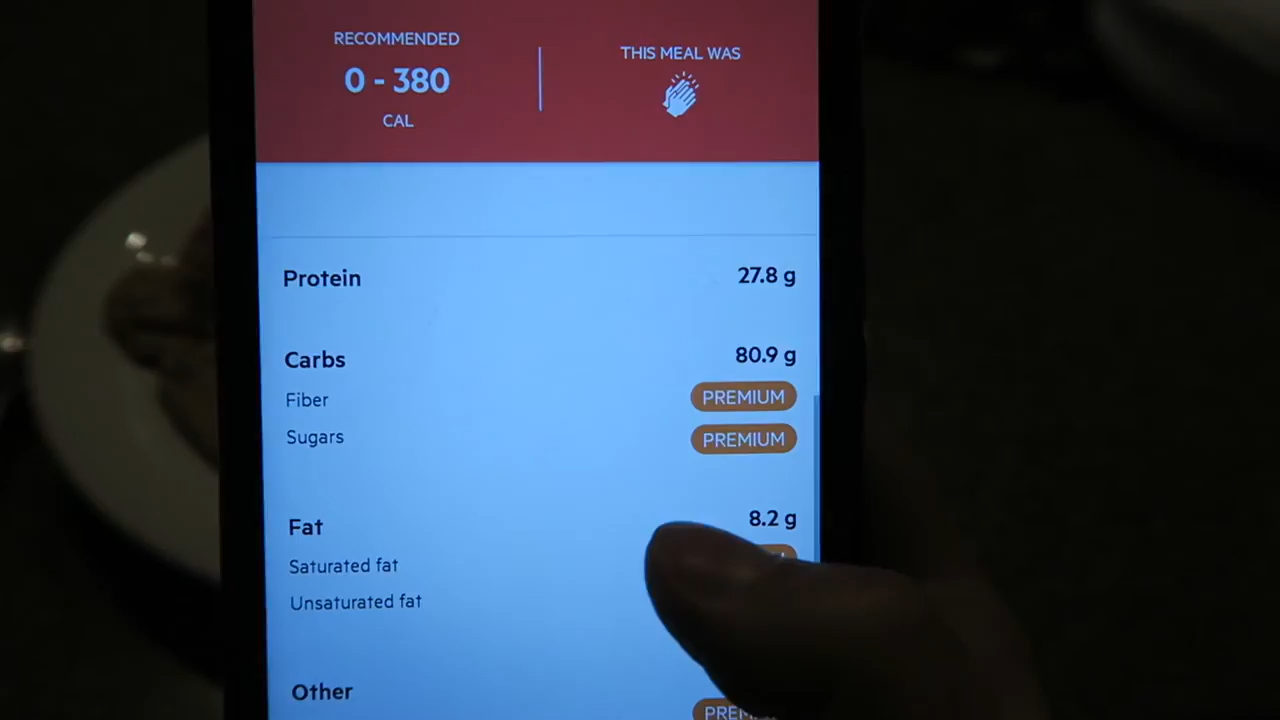 RECOMMENDED
0 - 380
CAL
THIS MEAL WAS
Protein 27.8 g
Carbs 80.9 g
Fiber PREMIUM
Sugars PREMIUM
Fat 8.2 g
Saturated fat
Unsaturated fat
Other